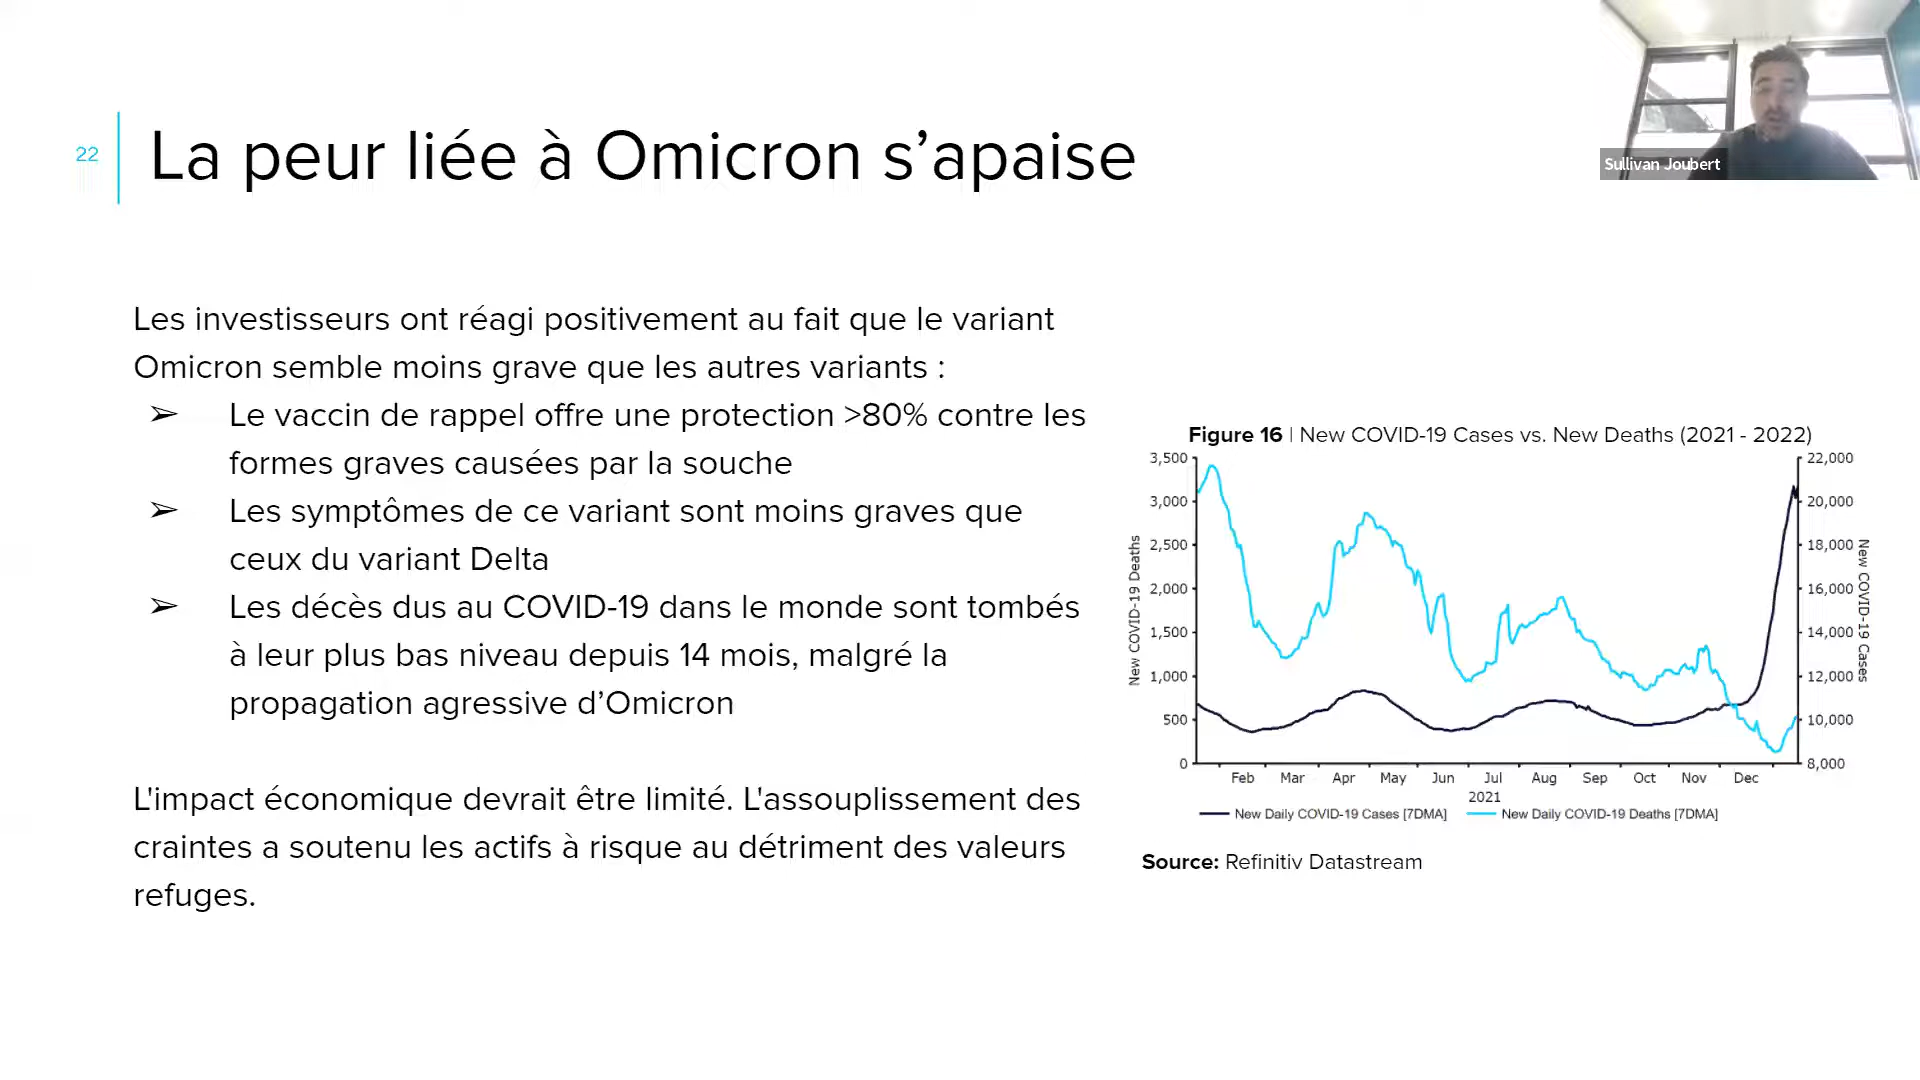 Sullivan Joubert
22
La peur liée à Omicron s’apaise
Les investisseurs ont réagi positivement au fait que le variant
Omicron semble moins grave que les autres variants :
➢ Le vaccin de rappel offre une protection >80% contre les
formes graves causées par la souche
➢ Les symptômes de ce variant sont moins graves que
ceux du variant Delta
➢ Les décès dus au COVID-19 dans le monde sont tombés
à leur plus bas niveau depuis 14 mois, malgré la
propagation agressive d’Omicron
L'impact économique devrait être limité. L'assouplissement des
craintes a soutenu les actifs à risque au détriment des valeurs
refuges.
Figure 16 | New COVID-19 Cases vs. New Deaths (2021 - 2022)
New COVID-19 Deaths
3,500
3,000
2,500
2,000
1,500
1,000
500
0
22,000
20,000
18,000
16,000
14,000
12,000
10,000
8,000
New COVID-19 Cases
Feb Mar Apr May Jun Jul Aug Sep Oct Nov Dec
2021
New Daily COVID-19 Cases [7DMA] New Daily COVID-19 Deaths [7DMA]
Source: Refinitiv Datastream